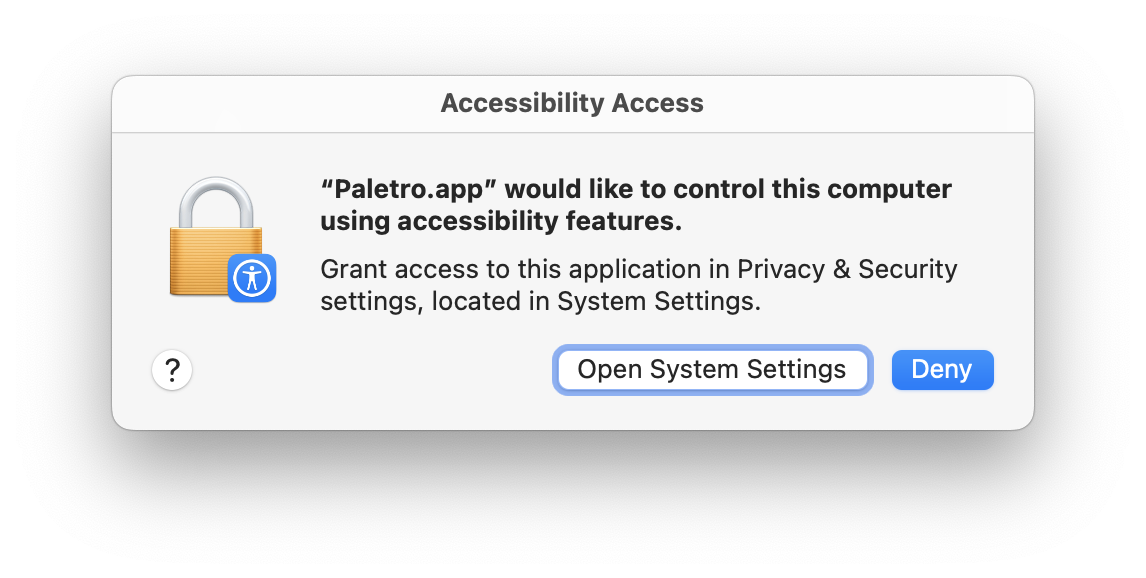 Accessibility Access
“Paletro.app” would like to control this computer
using accessibility features.
Grant access to this application in Privacy & Security
settings, located in System Settings.
?
Open System Settings
Deny